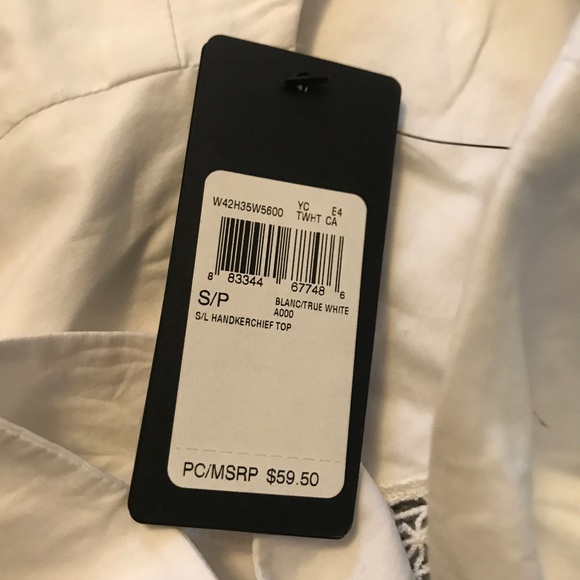 W42H35W5600 YC E4
TWHT CA
8 83344 67748 6
S/P BLANC/TRUE WHITE
A000
S/L HANDKERCHIEF TOP
PC/MSRP $59.50